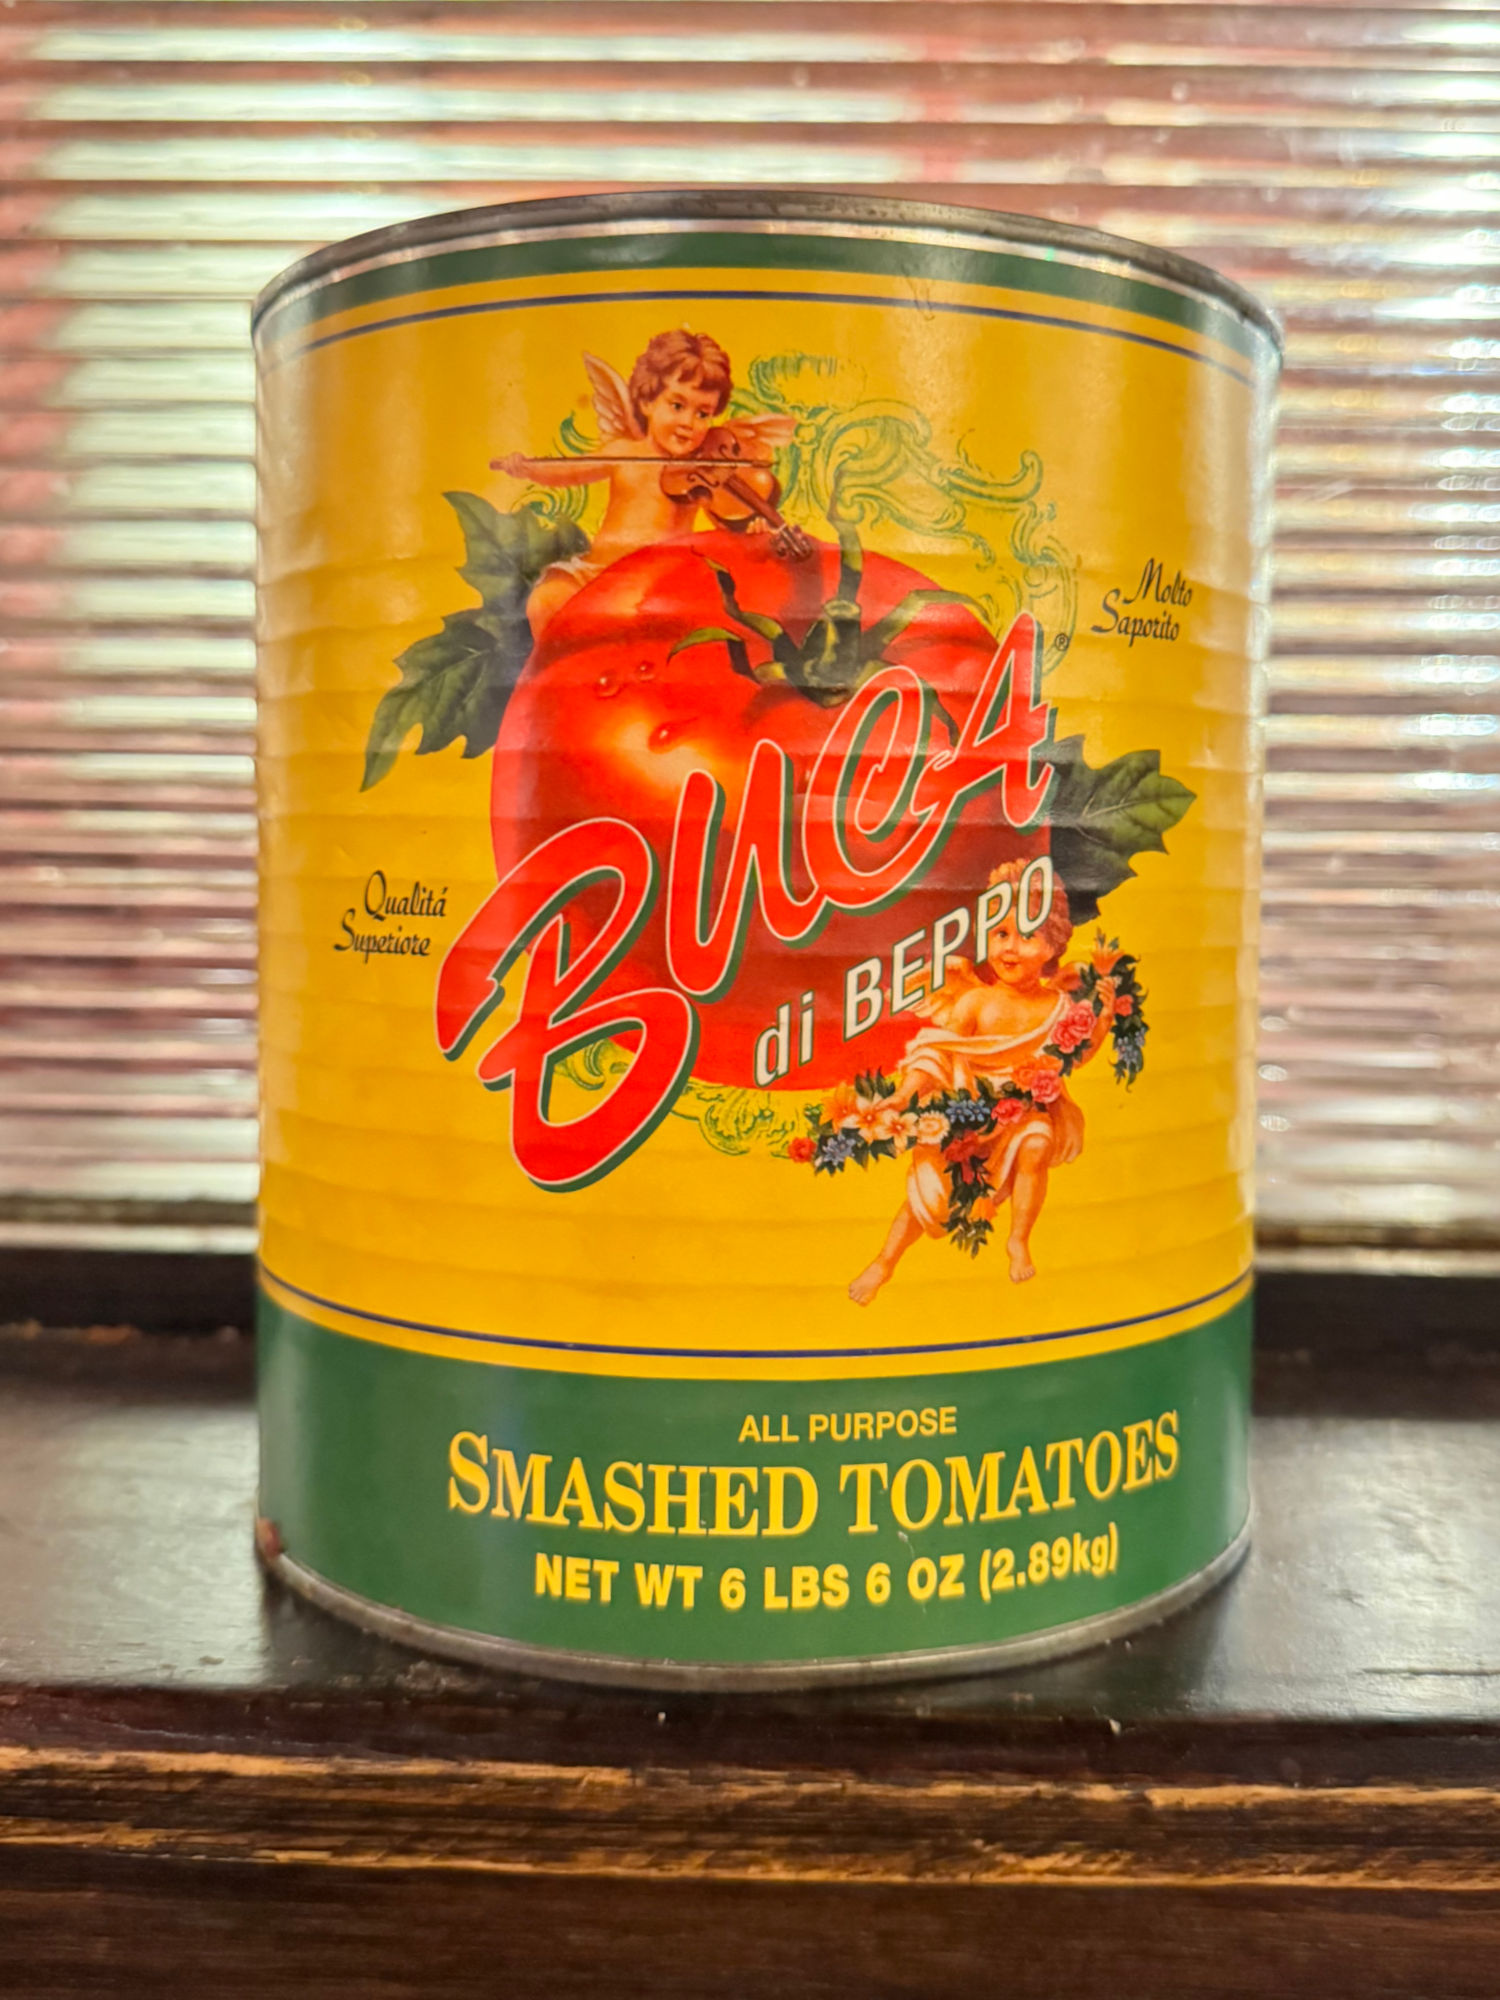 Molto
Saporito
BUCA®
di BEPPO
Qualitá
Superiore
ALL PURPOSE
SMASHED TOMATOES
NET WT 6 LBS 6 OZ (2.89kg)